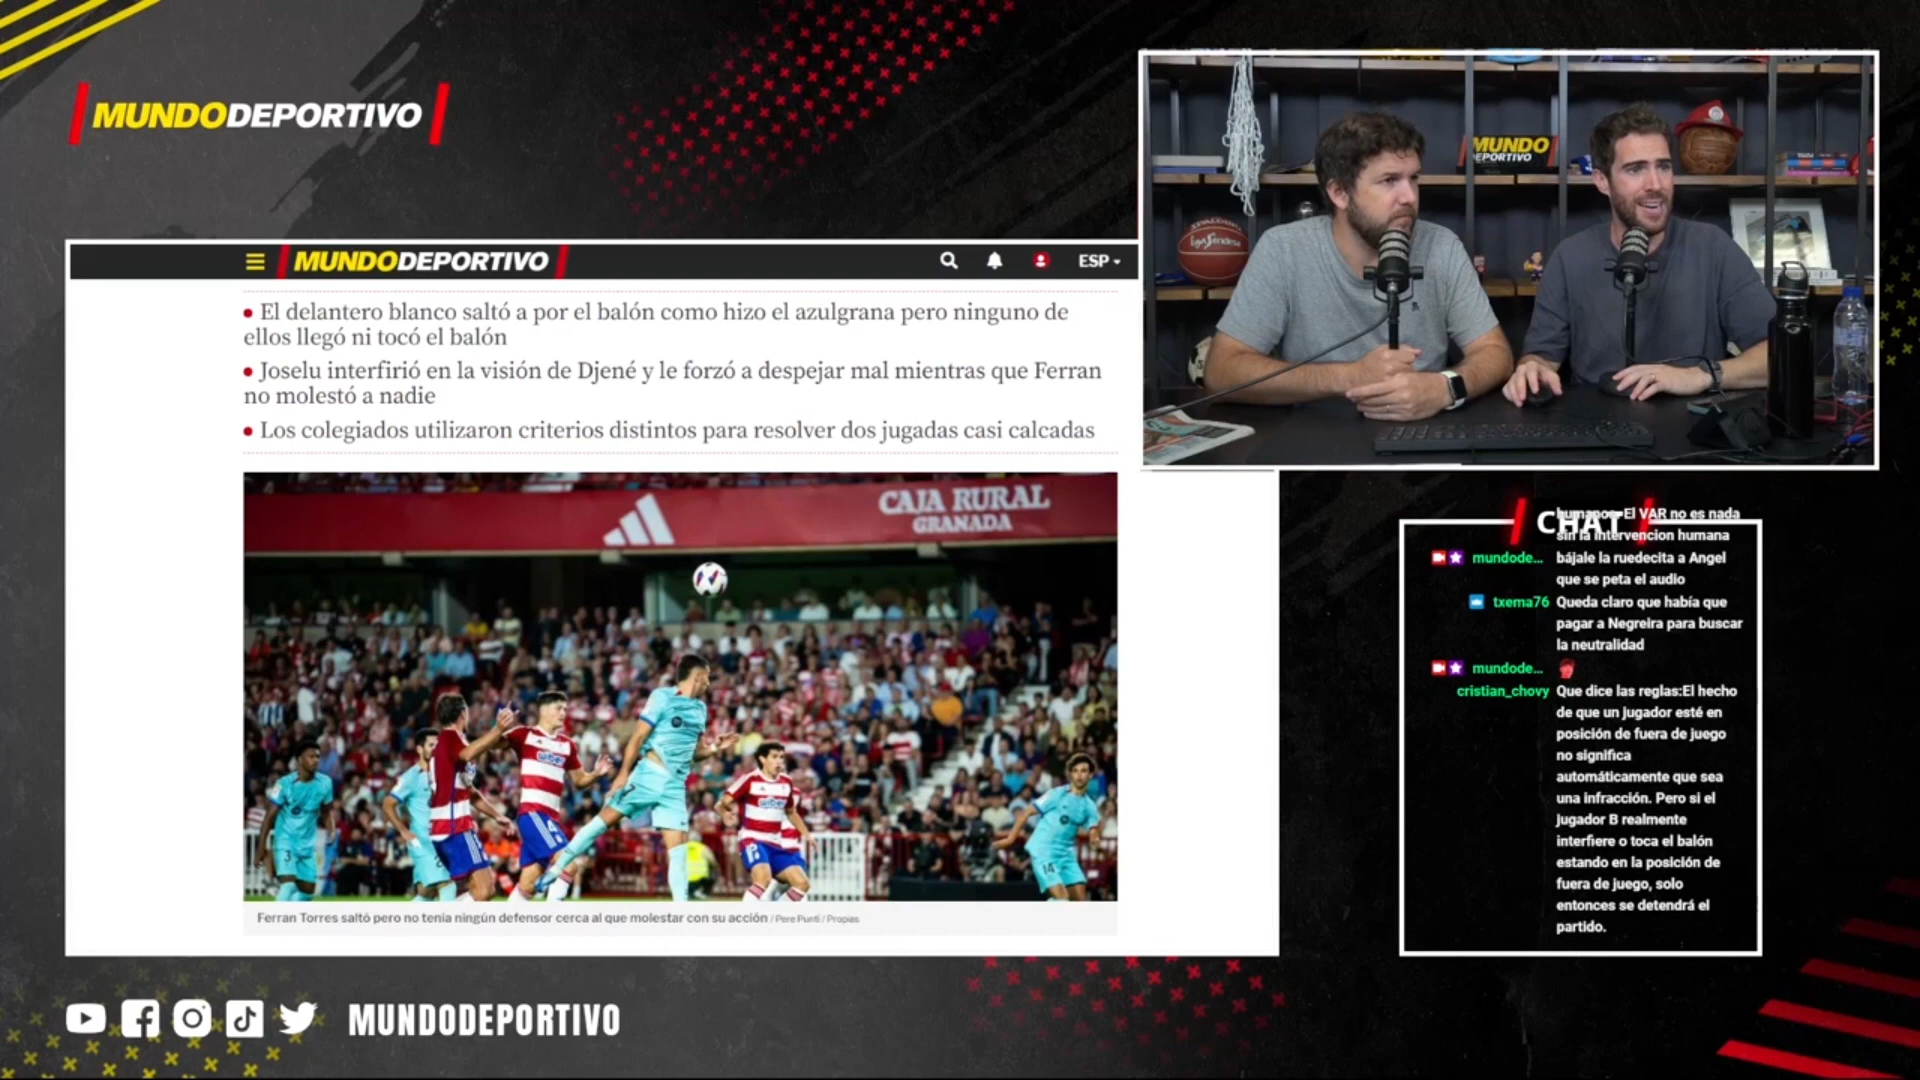 MUNDODEPORTIVO
MUNDODEPORTIVO
ESP
• El delantero blanco saltó a por el balón como hizo el azulgrana pero ninguno de
ellos llegó ni tocó el balón
• Joselu interfirió en la visión de Djené y le forzó a despejar mal mientras que Ferran
no molestó a nadie
• Los colegiados utilizaron criterios distintos para resolver dos jugadas casi calcadas
CAJA RURAL
GRANADA
3
4
14
Ferran Torres saltó pero no tenía ningún defensor cerca al que molestar con su acción / Pere Puntí / Propias
MUNDO
DEPORTIVO
CHAT
humanos. El VAR no es nada
sin la intervencion humana
mundode... bájale la ruedecita a Angel
que se peta el audio
txema76 Queda claro que había que
pagar a Negreira para buscar
la neutralidad
mundode...
cristian_chovy Que dice las reglas:El hecho
de que un jugador esté en
posición de fuera de juego
no significa
automáticamente que sea
una infracción. Pero si el
jugador B realmente
interfiere o toca el balón
estando en la posición de
fuera de juego, solo
entonces se detendrá el
partido.
MUNDODEPORTIVO